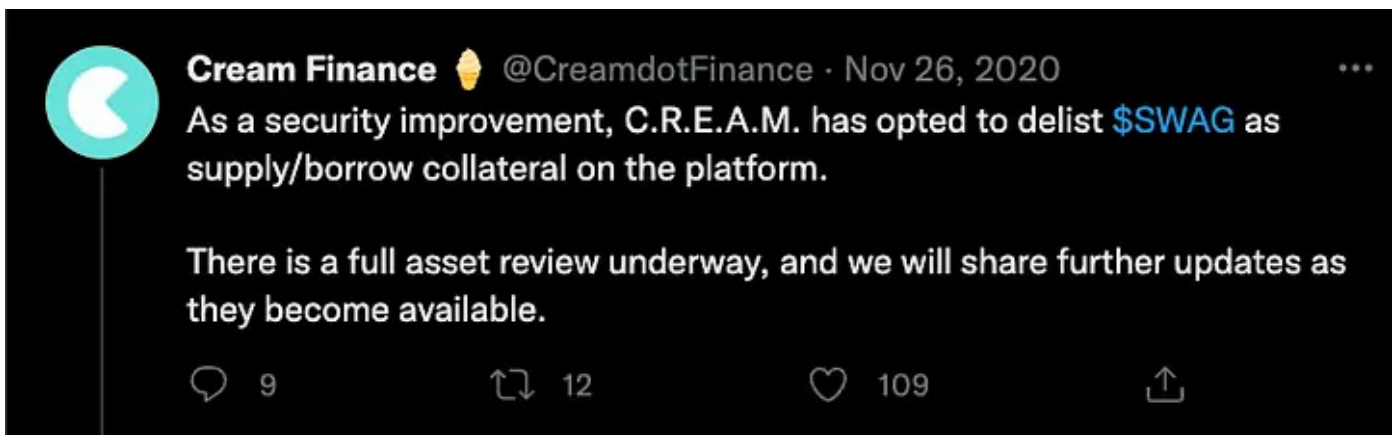 Cream Finance 🍦 @CreamdotFinance · Nov 26, 2020 ...
As a security improvement, C.R.E.A.M. has opted to delist $SWAG as
supply/borrow collateral on the platform.
There is a full asset review underway, and we will share further updates as
they become available.
9 12 109